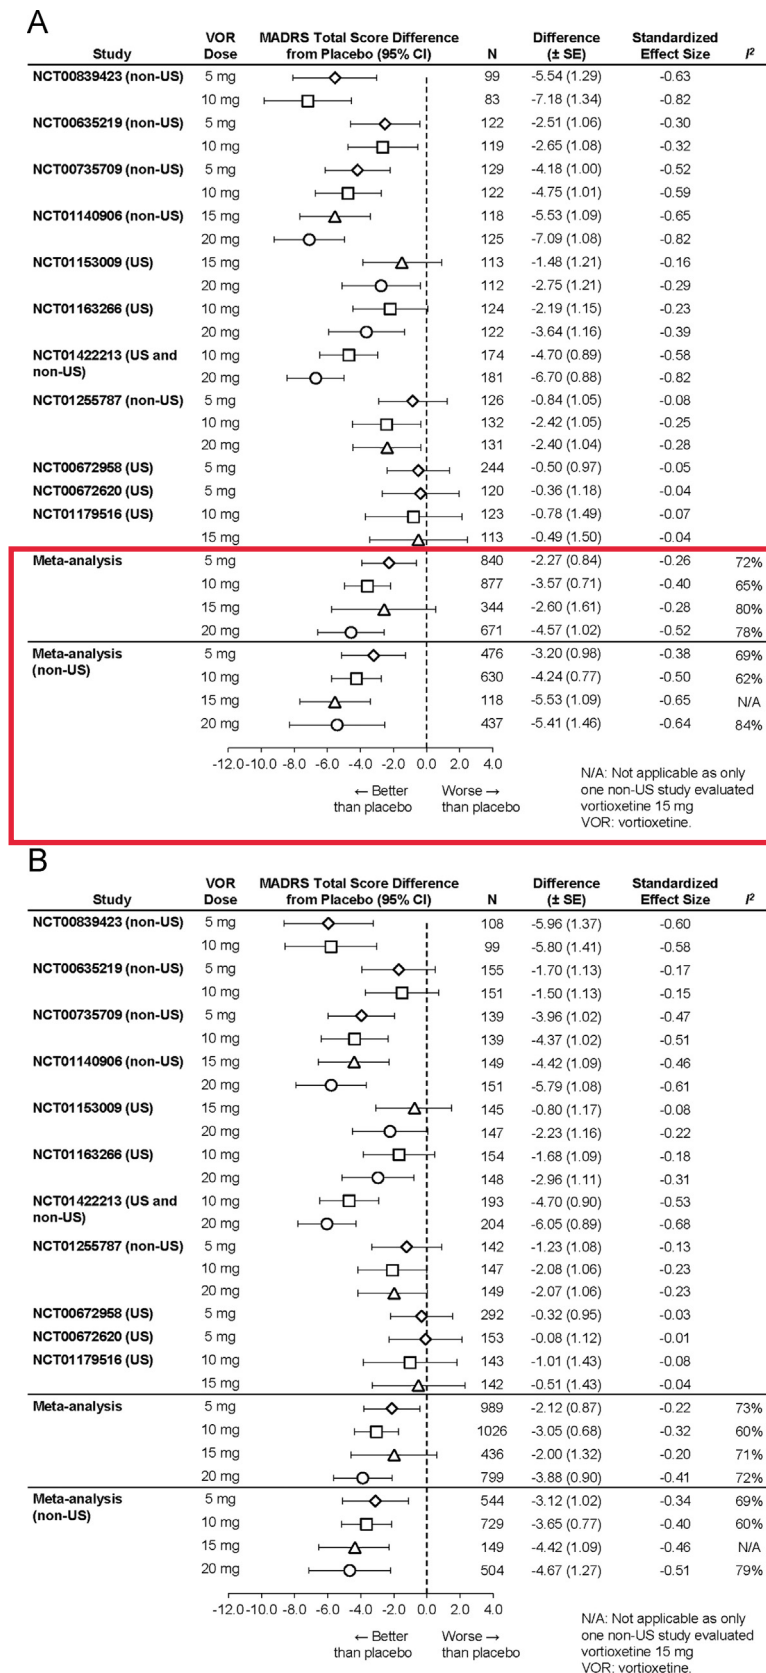 A
VOR MADRS Total Score Difference Difference Standardized
Study Dose from Placebo (95% CI) N (± SE) Effect Size I²
NCT00839423 (non-US) 5 mg 99 -5.54 (1.29) -0.63
10 mg 83 -7.18 (1.34) -0.82
NCT00635219 (non-US) 5 mg 122 -2.51 (1.06) -0.30
10 mg 119 -2.65 (1.08) -0.32
NCT00735709 (non-US) 5 mg 129 -4.18 (1.00) -0.52
10 mg 122 -4.75 (1.01) -0.59
NCT01140906 (non-US) 15 mg 118 -5.53 (1.09) -0.65
20 mg 125 -7.09 (1.08) -0.82
NCT01153009 (US) 15 mg 113 -1.48 (1.21) -0.16
20 mg 112 -2.75 (1.21) -0.29
NCT01163266 (US) 10 mg 124 -2.19 (1.15) -0.23
20 mg 122 -3.64 (1.16) -0.39
NCT01422213 (US and 10 mg 174 -4.70 (0.89) -0.58
non-US) 20 mg 181 -6.70 (0.88) -0.82
NCT01255787 (non-US) 5 mg 126 -0.84 (1.05) -0.08
10 mg 132 -2.42 (1.05) -0.25
20 mg 131 -2.40 (1.04) -0.28
NCT00672958 (US) 5 mg 244 -0.50 (0.97) -0.05
NCT00672620 (US) 5 mg 120 -0.36 (1.18) -0.04
NCT01179516 (US) 10 mg 123 -0.78 (1.49) -0.07
15 mg 113 -0.49 (1.50) -0.04
Meta-analysis 5 mg 840 -2.27 (0.84) -0.26 72%
10 mg 877 -3.57 (0.71) -0.40 65%
15 mg 344 -2.60 (1.61) -0.28 80%
20 mg 671 -4.57 (1.02) -0.52 78%
Meta-analysis 5 mg 476 -3.20 (0.98) -0.38 69%
(non-US) 10 mg 630 -4.24 (0.77) -0.50 62%
15 mg 118 -5.53 (1.09) -0.65 N/A
20 mg 437 -5.41 (1.46) -0.64 84%
-12.0 -10.0 -8.0 -6.0 -4.0 -2.0 0.0 2.0 4.0
← Better Worse →
than placebo than placebo
N/A: Not applicable as only
one non-US study evaluated
vortioxetine 15 mg
VOR: vortioxetine.
B
VOR MADRS Total Score Difference Difference Standardized
Study Dose from Placebo (95% CI) N (± SE) Effect Size I²
NCT00839423 (non-US) 5 mg 108 -5.96 (1.37) -0.60
10 mg 99 -5.80 (1.41) -0.58
NCT00635219 (non-US) 5 mg 155 -1.70 (1.13) -0.17
10 mg 151 -1.50 (1.13) -0.15
NCT00735709 (non-US) 5 mg 139 -3.96 (1.02) -0.47
10 mg 139 -4.37 (1.02) -0.51
NCT01140906 (non-US) 15 mg 149 -4.42 (1.09) -0.46
20 mg 151 -5.79 (1.08) -0.61
NCT01153009 (US) 15 mg 145 -0.80 (1.17) -0.08
20 mg 147 -2.23 (1.16) -0.22
NCT01163266 (US) 10 mg 154 -1.68 (1.09) -0.18
20 mg 148 -2.96 (1.11) -0.31
NCT01422213 (US and 10 mg 193 -4.70 (0.90) -0.53
non-US) 20 mg 204 -6.05 (0.89) -0.68
NCT01255787 (non-US) 5 mg 142 -1.23 (1.08) -0.13
10 mg 147 -2.08 (1.06) -0.23
20 mg 149 -2.07 (1.06) -0.23
NCT00672958 (US) 5 mg 292 -0.32 (0.95) -0.03
NCT00672620 (US) 5 mg 153 -0.08 (1.12) -0.01
NCT01179516 (US) 10 mg 143 -1.01 (1.43) -0.08
15 mg 142 -0.51 (1.43) -0.04
Meta-analysis 5 mg 989 -2.12 (0.87) -0.22 73%
10 mg 1026 -3.05 (0.68) -0.32 60%
15 mg 436 -2.00 (1.32) -0.20 71%
20 mg 799 -3.88 (0.90) -0.41 72%
Meta-analysis 5 mg 544 -3.12 (1.02) -0.34 69%
(non-US) 10 mg 729 -3.65 (0.77) -0.40 60%
15 mg 149 -4.42 (1.09) -0.46 N/A
20 mg 504 -4.67 (1.27) -0.51 79%
-12.0 -10.0 -8.0 -6.0 -4.0 -2.0 0.0 2.0 4.0
← Better Worse →
than placebo than placebo
N/A: Not applicable as only
one non-US study evaluated
vortioxetine 15 mg
VOR: vortioxetine.